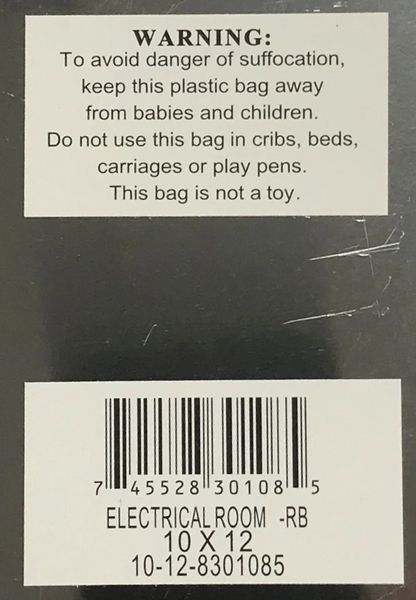 WARNING:
To avoid danger of suffocation,
keep this plastic bag away
from babies and children.
Do not use this bag in cribs, beds,
carriages or play pens.
This bag is not a toy.
7 45528 30108 5
ELECTRICAL ROOM -RB
10 X 12
10-12-8301085